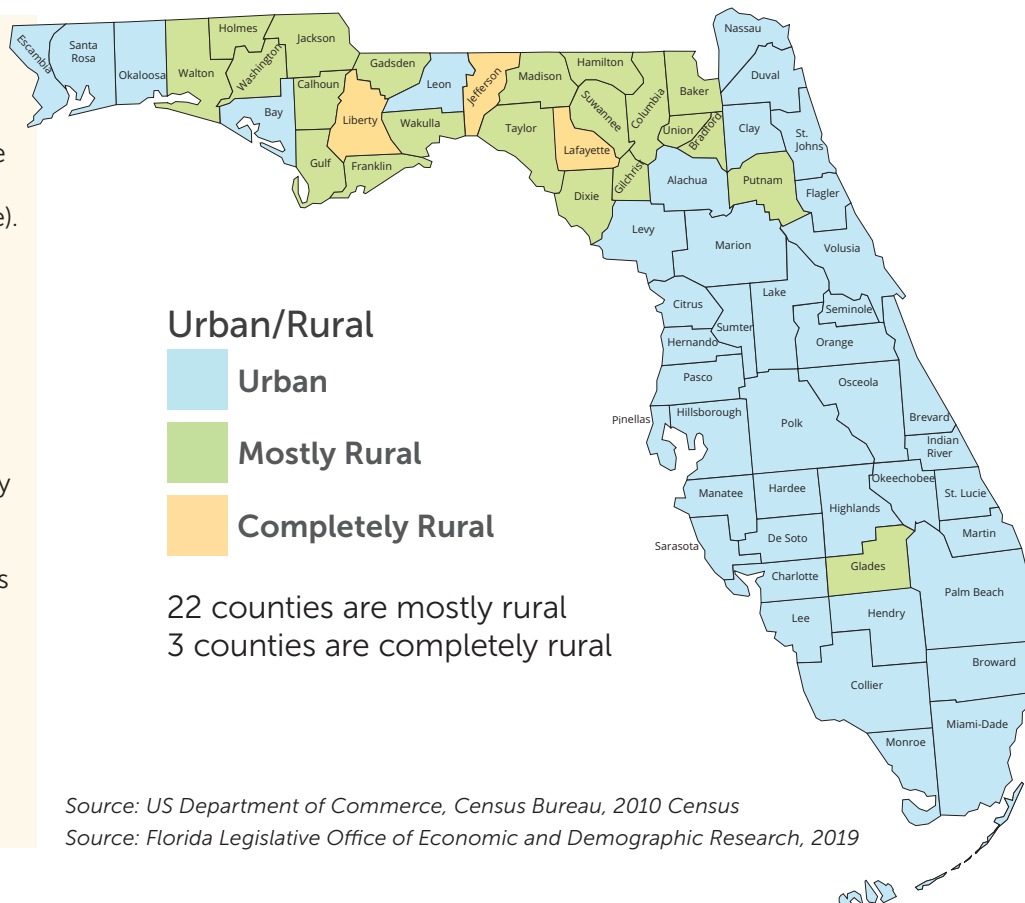 e
e).
y
s
Escambia
Santa
Rosa
Okaloosa
Walton
Holmes
Washington
Jackson
Bay
Calhoun
Gulf
Liberty
Gadsden
Franklin
Leon
Wakulla
Jefferson
Madison
Taylor
Hamilton
Suwannee
Lafayette
Dixie
Columbia
Gilchrist
Baker
Union
Bradford
Nassau
Duval
Clay
St.
Johns
Alachua
Putnam
Flagler
Levy
Marion
Volusia
Citrus
Lake
Sumter
Hernando
Seminole
Orange
Pasco
Osceola
Pinellas
Hillsborough
Polk
Brevard
Indian
River
Manatee
Hardee
Highlands
Okeechobee
St. Lucie
Sarasota
De Soto
Martin
Charlotte
Glades
Palm Beach
Lee
Hendry
Broward
Collier
Monroe
Miami-Dade
Urban/Rural
Urban
Mostly Rural
Completely Rural
22 counties are mostly rural
3 counties are completely rural
Source: US Department of Commerce, Census Bureau, 2010 Census
Source: Florida Legislative Office of Economic and Demographic Research, 2019